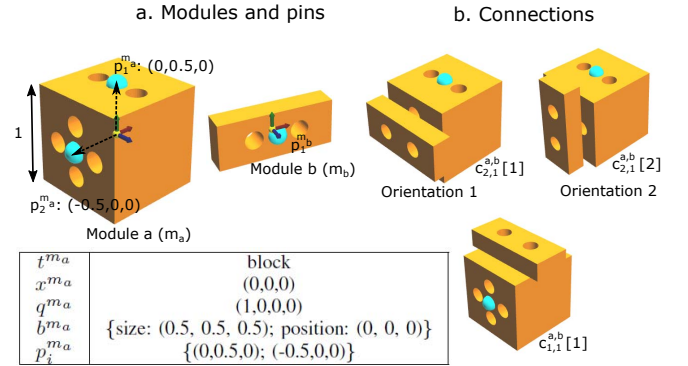 a. Modules and pins
b. Connections
p₁ᵐᵃ: (0,0.5,0)
1
p₂ᵐᵃ: (-0.5,0,0)
Module a (mₐ)
p₁ᵐᵇ
Module b (m_b)
c₂,₁ᵃ,ᵇ[1]
Orientation 1
c₂,₁ᵃ,ᵇ[2]
Orientation 2
c₁,₁ᵃ,ᵇ[1]
tᵐᵃ block
xᵐᵃ (0,0,0)
qᵐᵃ (1,0,0,0)
bᵐᵃ {size: (0.5, 0.5, 0.5); position: (0, 0, 0)}
pᵢᵐᵃ {(0,0.5,0); (-0.5,0,0)}